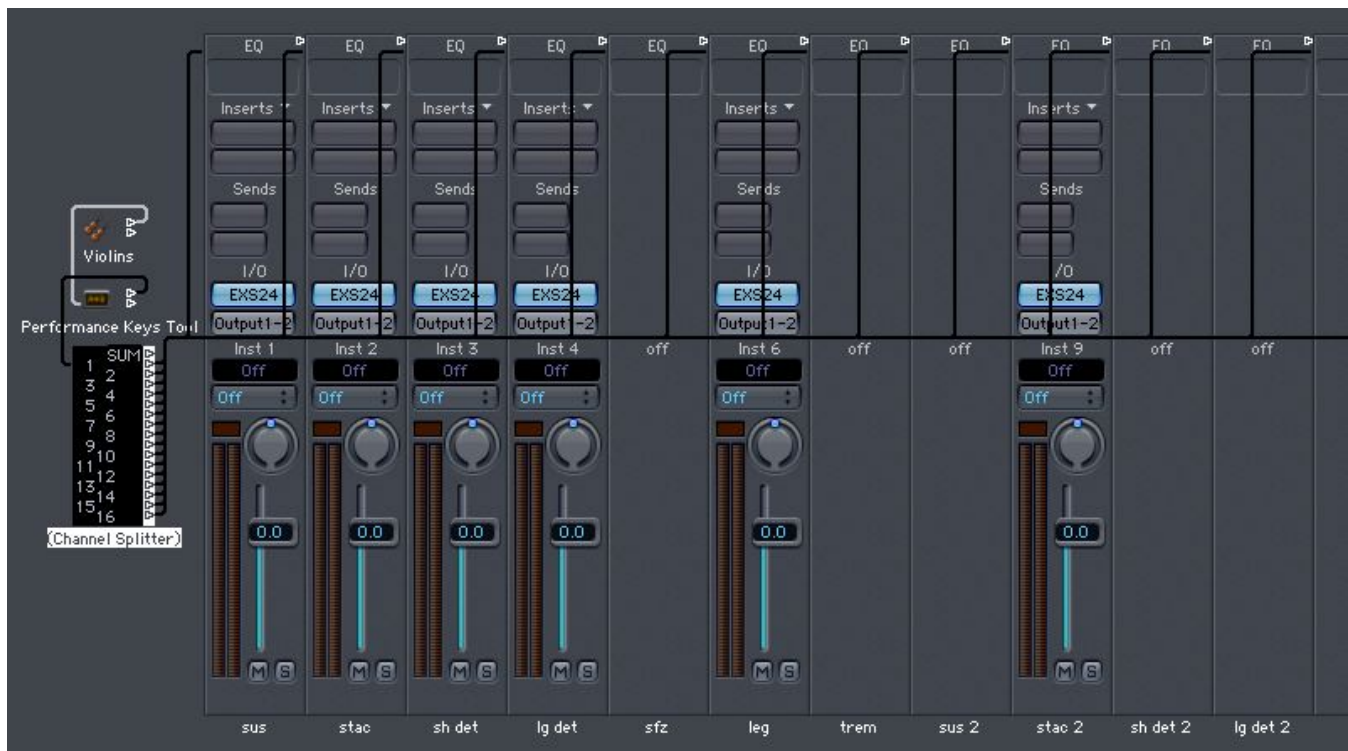 EQ EQ EQ EQ EQ EQ EQ EQ EQ EQ EQ
Inserts Inserts Inserts Inserts Inserts Inserts
Sends Sends Sends Sends Sends Sends
Violins
I/O I/O I/O I/O I/O I/O
EXS24 EXS24 EXS24 EXS24 EXS24 EXS24
Performance Keys Tool
Output1-2 Output1-2 Output1-2 Output1-2 Output1-2 Output1-2
Inst 1 Inst 2 Inst 3 Inst 4 off Inst 6 off off Inst 9 off off
SUM
1
2
3
4
5
6
7
8
9
10
11
12
13
14
15
16
(Channel Splitter)
Off Off Off Off Off Off
Off Off Off Off Off Off
0.0 0.0 0.0 0.0 0.0 0.0
M S M S M S M S M S M S
sus stac sh det lg det sfz leg trem sus 2 stac 2 sh det 2 lg det 2